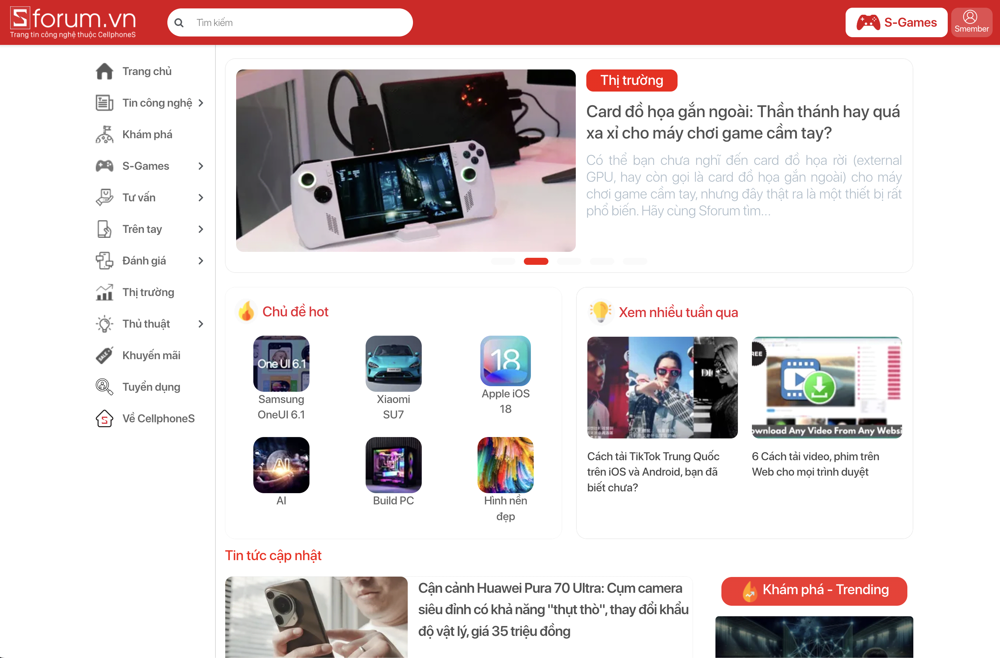 Sforum.vn
Trang tin công nghệ thuộc CellphoneS
Tìm kiếm
S-Games
Smember
Trang chủ
Tin công nghệ
Khám phá
S-Games
Tư vấn
Trên tay
Đánh giá
Thị trường
Thủ thuật
Khuyến mãi
Tuyển dụng
Về CellphoneS
SALE
Thị trường
Card đồ họa gắn ngoài: Thần thánh hay quá
xa xỉ cho máy chơi game cầm tay?
Có thể bạn chưa nghĩ đến card đồ họa rời (external
GPU, hay còn gọi là card đồ họa gắn ngoài) cho máy
chơi game cầm tay, nhưng đây thật ra là một thiết bị rất
phổ biến. Hãy cùng Sforum tìm...
Chủ đề hot
One UI 6.1
Samsung
OneUI 6.1
Xiaomi
SU7
18
Apple iOS
18
AI
AI
Build PC
Hình nền
đẹp
Xem nhiều tuần qua
Cách tải TikTok Trung Quốc
trên iOS và Android, bạn đã
biết chưa?
REE
ownload Any Video From Any Websi
6 Cách tải video, phim trên
Web cho mọi trình duyệt
Tin tức cập nhật
Cận cảnh Huawei Pura 70 Ultra: Cụm camera
siêu đỉnh có khả năng "thụt thò", thay đổi khẩu
độ vật lý, giá 35 triệu đồng
Khám phá - Trending